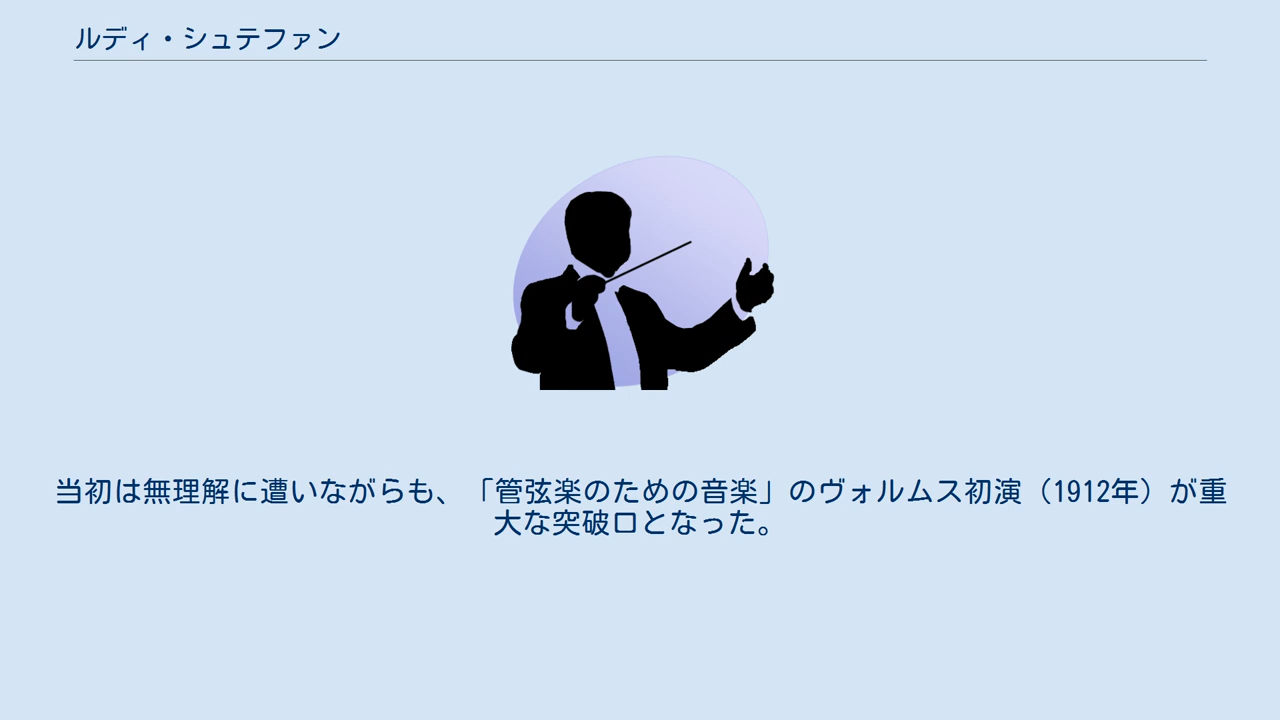 ルディ・シュテファン
当初は無理解に遭いながらも、「管弦楽のための音楽」のヴォルムス初演（1912年）が重
大な突破口となった。